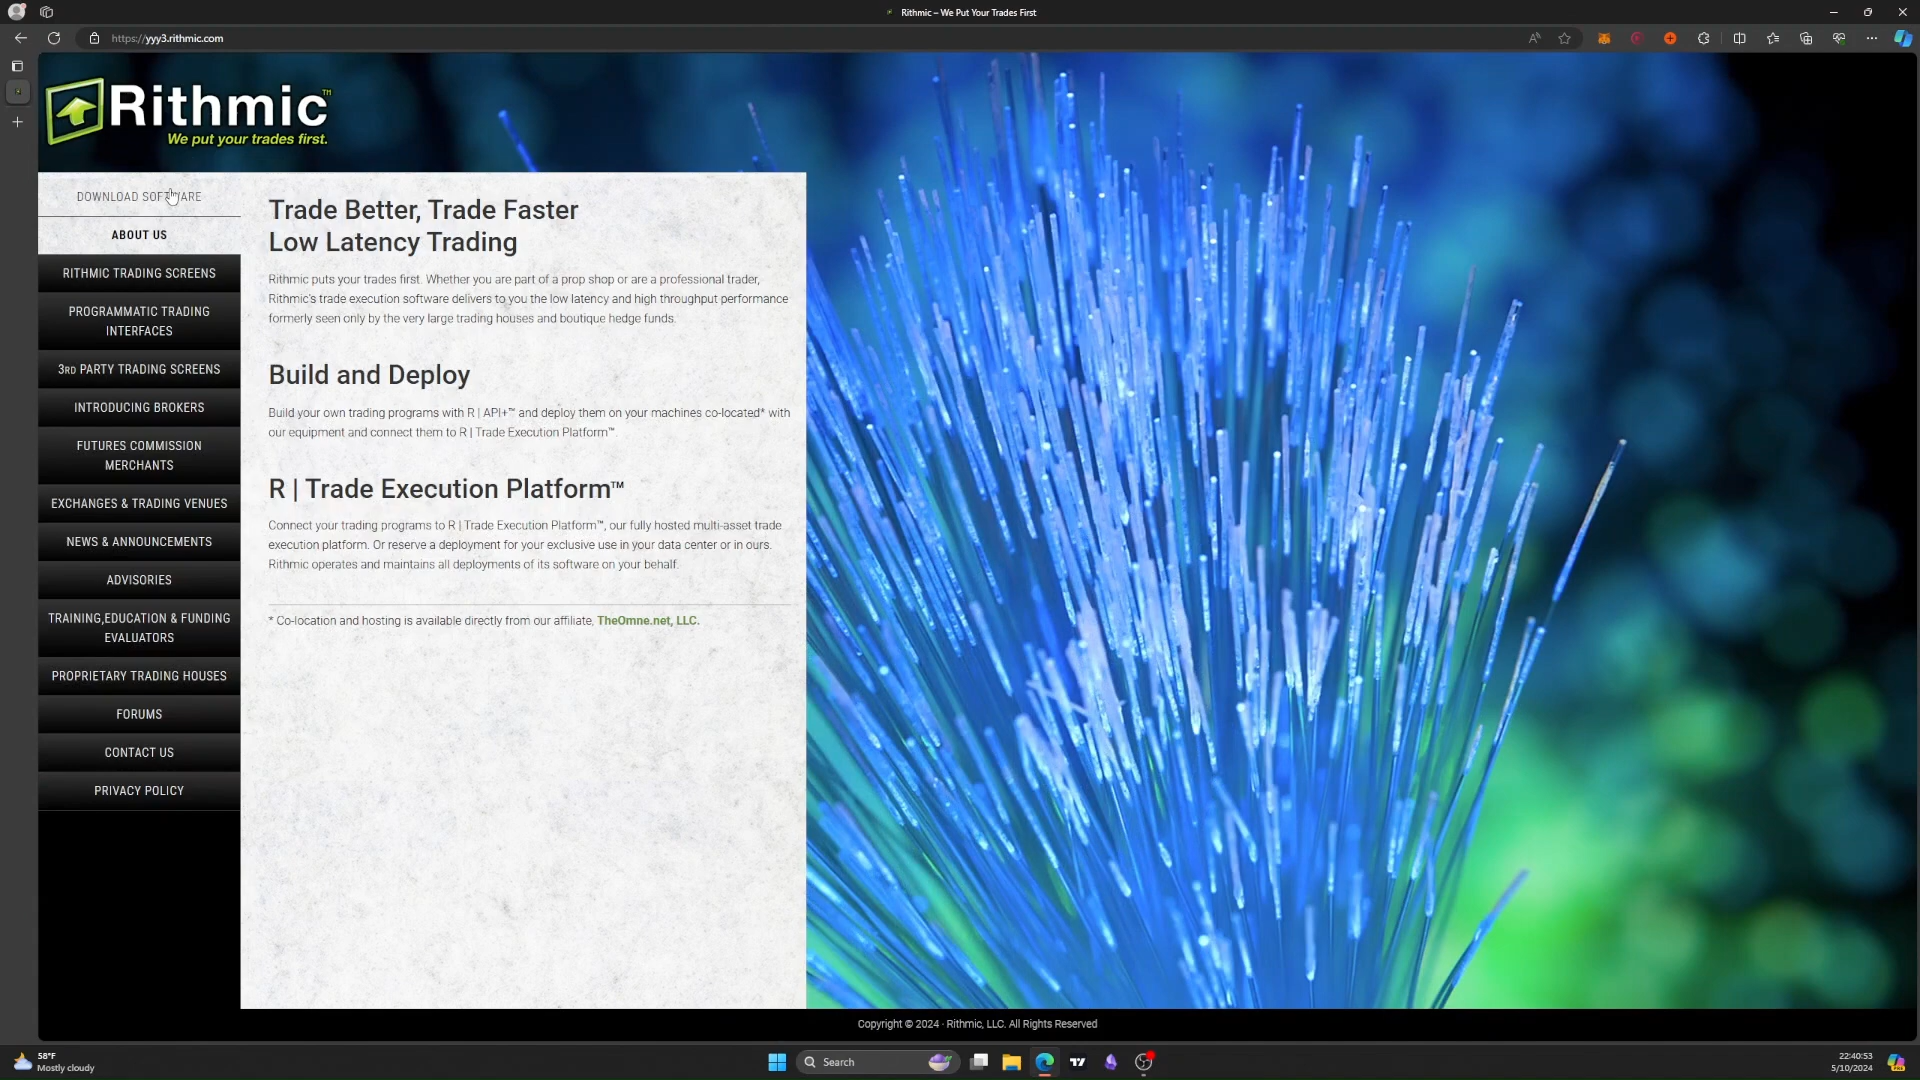 Rithmic – We Put Your Trades First
https://yyy3.rithmic.com
Rithmic™
We put your trades first.
DOWNLOAD SOFTWARE
ABOUT US
RITHMIC TRADING SCREENS
PROGRAMMATIC TRADING
INTERFACES
3RD PARTY TRADING SCREENS
INTRODUCING BROKERS
FUTURES COMMISSION
MERCHANTS
EXCHANGES & TRADING VENUES
NEWS & ANNOUNCEMENTS
ADVISORIES
TRAINING,EDUCATION & FUNDING
EVALUATORS
PROPRIETARY TRADING HOUSES
FORUMS
CONTACT US
PRIVACY POLICY
Trade Better, Trade Faster
Low Latency Trading
Rithmic puts your trades first. Whether you are part of a prop shop or are a professional trader,
Rithmic's trade execution software delivers to you the low latency and high throughput performance
formerly seen only by the very large trading houses and boutique hedge funds.
Build and Deploy
Build your own trading programs with R | API+™ and deploy them on your machines co-located* with
our equipment and connect them to R | Trade Execution Platform™.
R | Trade Execution Platform™
Connect your trading programs to R | Trade Execution Platform™, our fully hosted multi-asset trade
execution platform. Or reserve a deployment for your exclusive use in your data center or in ours.
Rithmic operates and maintains all deployments of its software on your behalf.
* Co-location and hosting is available directly from our affiliate, TheOmne.net, LLC.
Copyright © 2024 · Rithmic, LLC. All Rights Reserved
58°F
Mostly cloudy
Search
22:40:53
5/10/2024